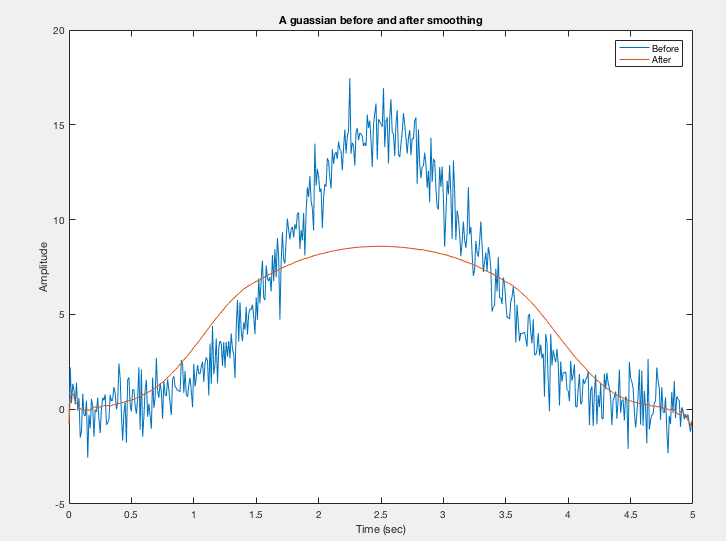 A guassian before and after smoothing
Before
After
20
15
10
5
0
-5
Amplitude
0 0.5 1 1.5 2 2.5 3 3.5 4 4.5 5
Time (sec)